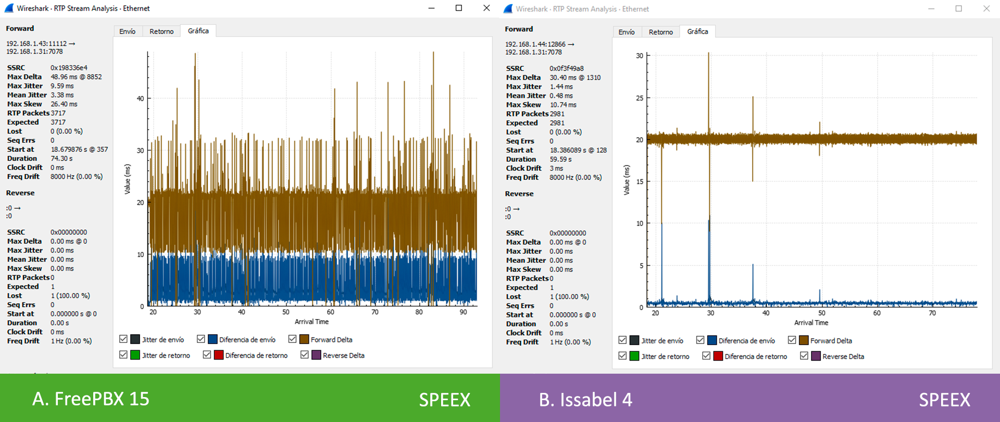 Wireshark · RTP Stream Analysis · Ethernet
Forward
192.168.1.43:11112 →
192.168.1.31:7078
SSRC 0x198336e4
Max Delta 48.96 ms @ 8852
Max Jitter 9.59 ms
Mean Jitter 3.38 ms
Max Skew 26.40 ms
RTP Packets 3717
Expected 3717
Lost 0 (0.00 %)
Seq Errs 0
Start at 18.679876 s @ 357
Duration 74.30 s
Clock Drift 0 ms
Freq Drift 8000 Hz (0.00 %)
Reverse
:0 →
:0
SSRC 0x00000000
Max Delta 0.00 ms @ 0
Max Jitter 0.00 ms
Mean Jitter 0.00 ms
Max Skew 0.00 ms
RTP Packets 0
Expected 1
Lost 1 (100.00 %)
Seq Errs 0
Start at 0.000000 s @ 0
Duration 0.00 s
Clock Drift 0 ms
Freq Drift 1 Hz (0.00 %)
Envío Retorno Gráfica
40
30
20
10
0
Value (ms)
20 30 40 50 60 70 80 90
Arrival Time
Jitter de envío Diferencia de envío Forward Delta
Jitter de retorno Diferencia de retorno Reverse Delta
A. FreePBX 15 SPEEX
Wireshark · RTP Stream Analysis · Ethernet
Forward
192.168.1.44:12866 →
192.168.1.31:7078
SSRC 0x0f3f49a8
Max Delta 30.40 ms @ 1310
Max Jitter 1.44 ms
Mean Jitter 0.48 ms
Max Skew 10.74 ms
RTP Packets 2981
Expected 2981
Lost 0 (0.00 %)
Seq Errs 0
Start at 18.386089 s @ 128
Duration 59.59 s
Clock Drift 3 ms
Freq Drift 8000 Hz (0.00 %)
Reverse
:0 →
:0
SSRC 0x00000000
Max Delta 0.00 ms @ 0
Max Jitter 0.00 ms
Mean Jitter 0.00 ms
Max Skew 0.00 ms
RTP Packets 0
Expected 1
Lost 1 (100.00 %)
Seq Errs 0
Start at 0.000000 s @ 0
Duration 0.00 s
Clock Drift 0 ms
Freq Drift 1 Hz (0.00 %)
Envío Retorno Gráfica
30
25
20
15
10
5
0
Value (ms)
20 30 40 50 60 70
Arrival Time
Jitter de envío Diferencia de envío Forward Delta
Jitter de retorno Diferencia de retorno Reverse Delta
B. Issabel 4 SPEEX